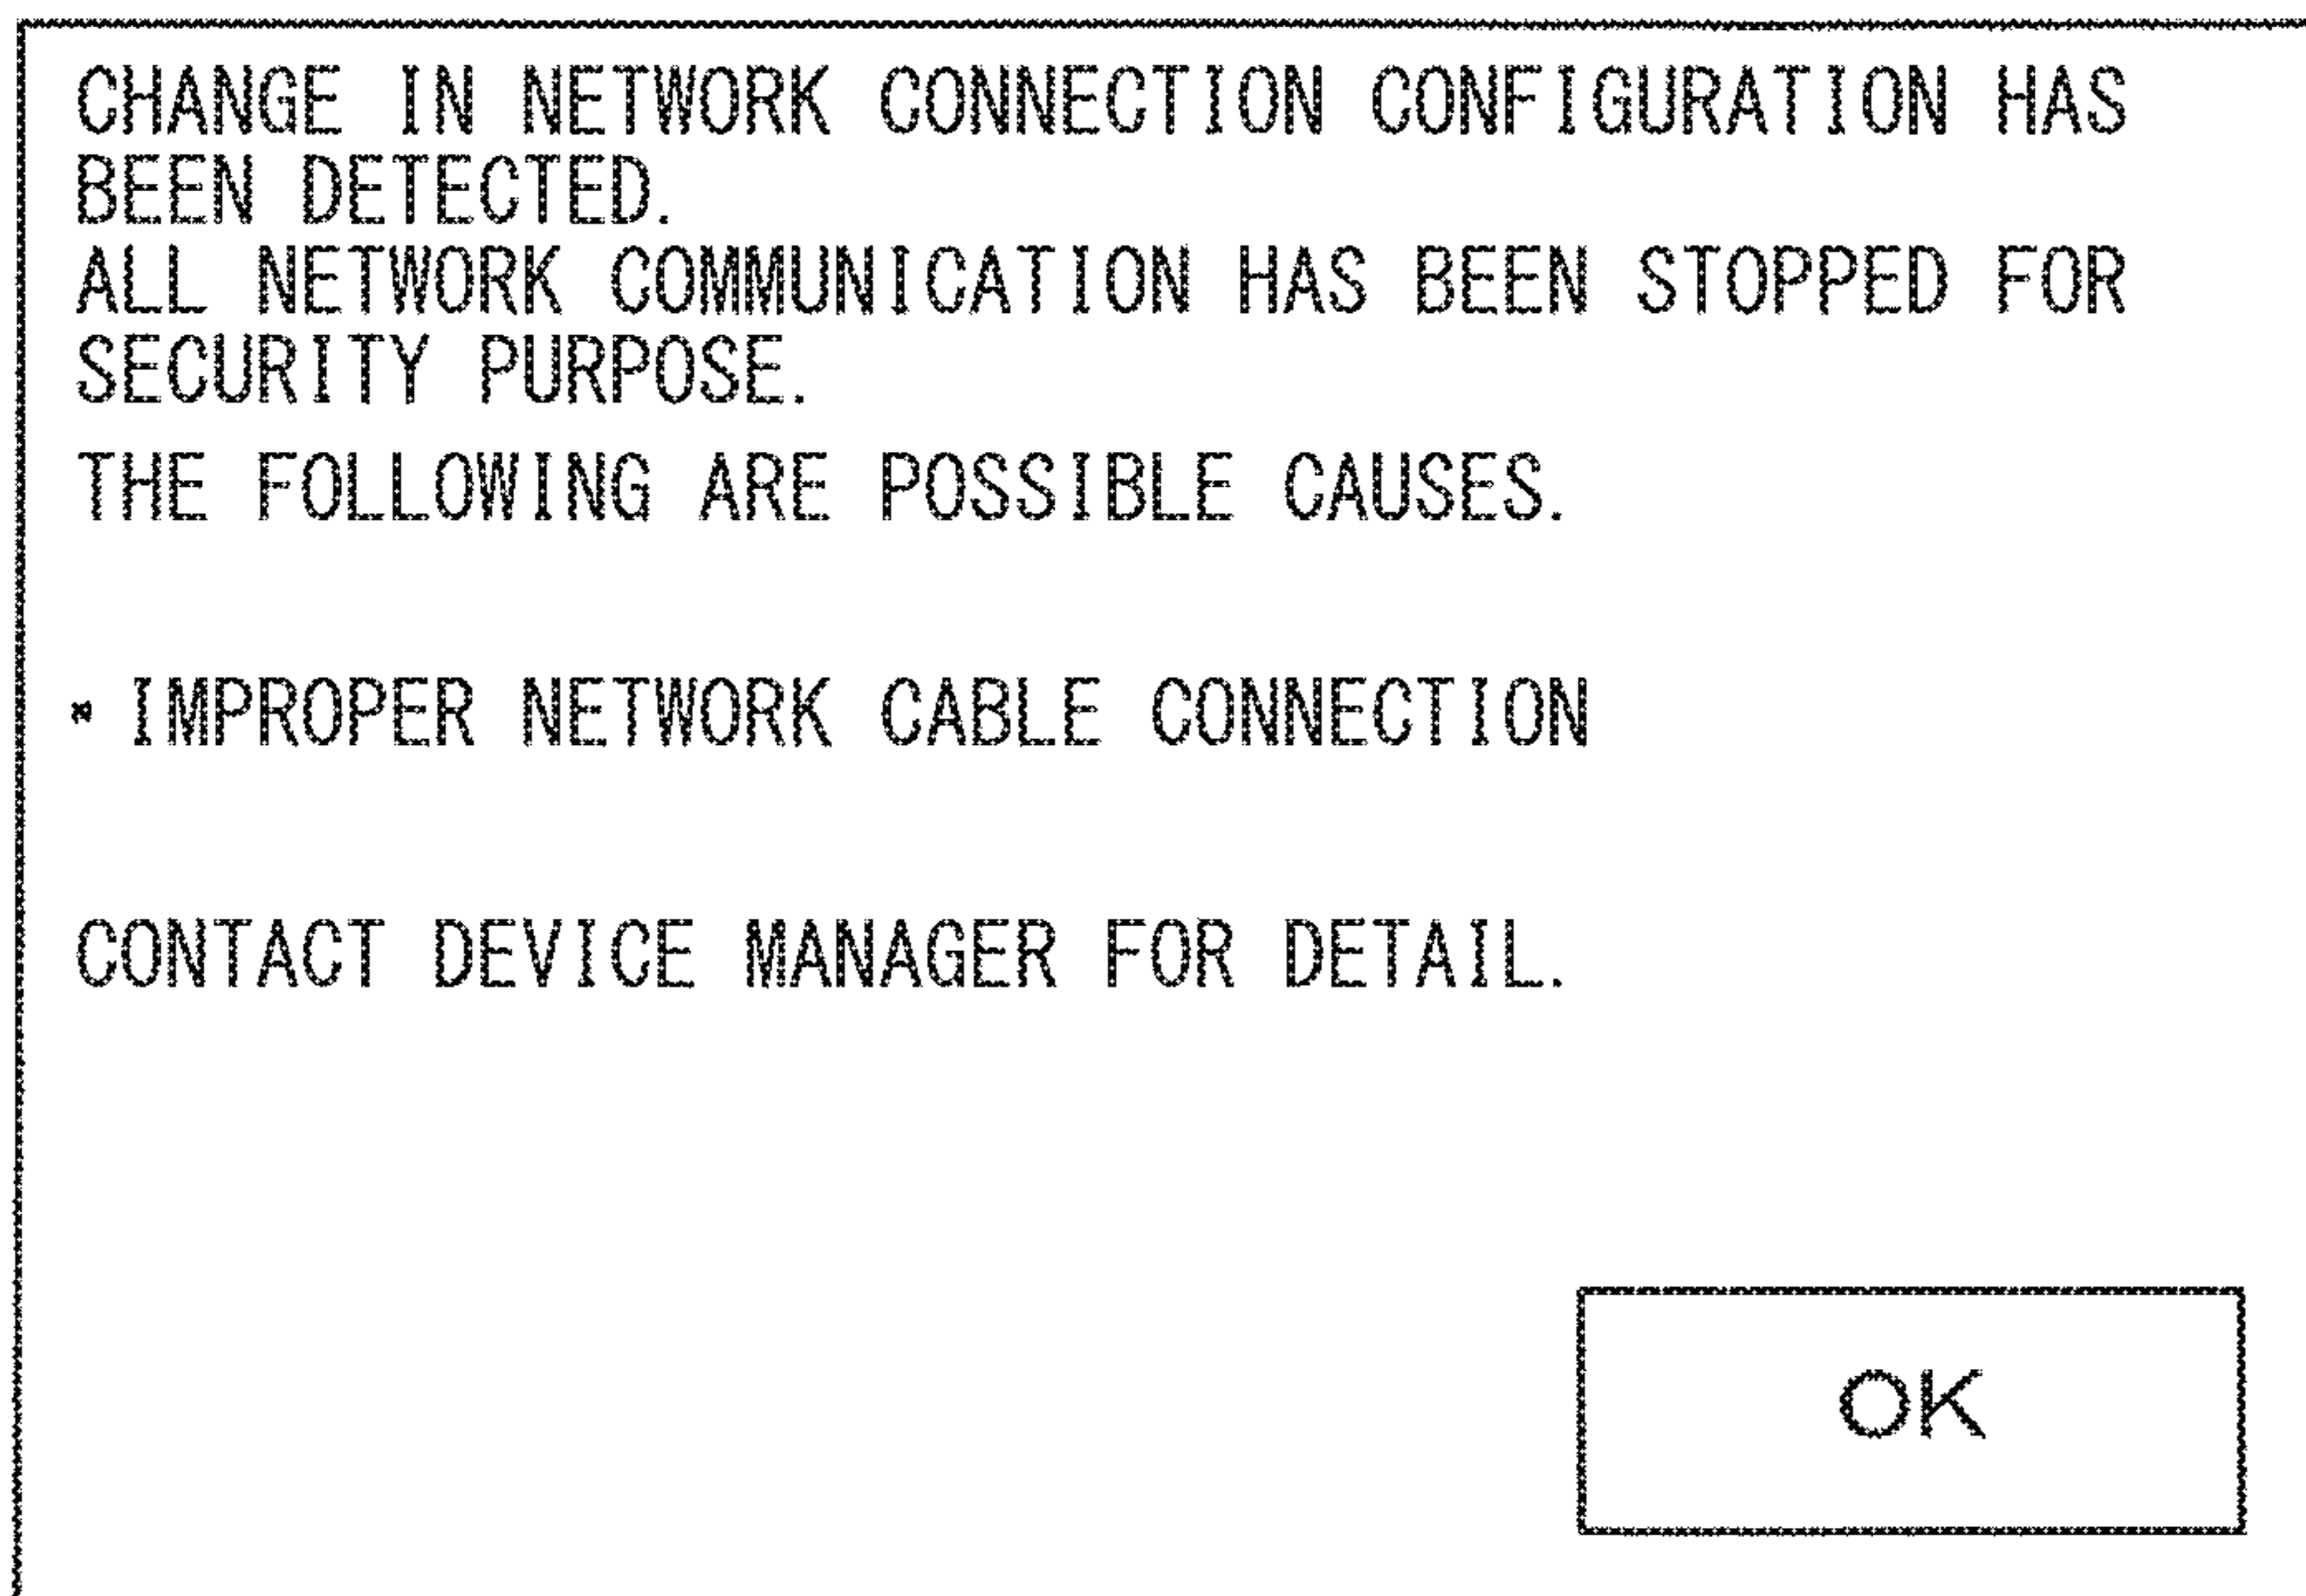 CHANGE IN NETWORK CONNECTION CONFIGURATION HAS
BEEN DETECTED.
ALL NETWORK COMMUNICATION HAS BEEN STOPPED FOR
SECURITY PURPOSE.
THE FOLLOWING ARE POSSIBLE CAUSES.
・IMPROPER NETWORK CABLE CONNECTION
CONTACT DEVICE MANAGER FOR DETAIL.
OK